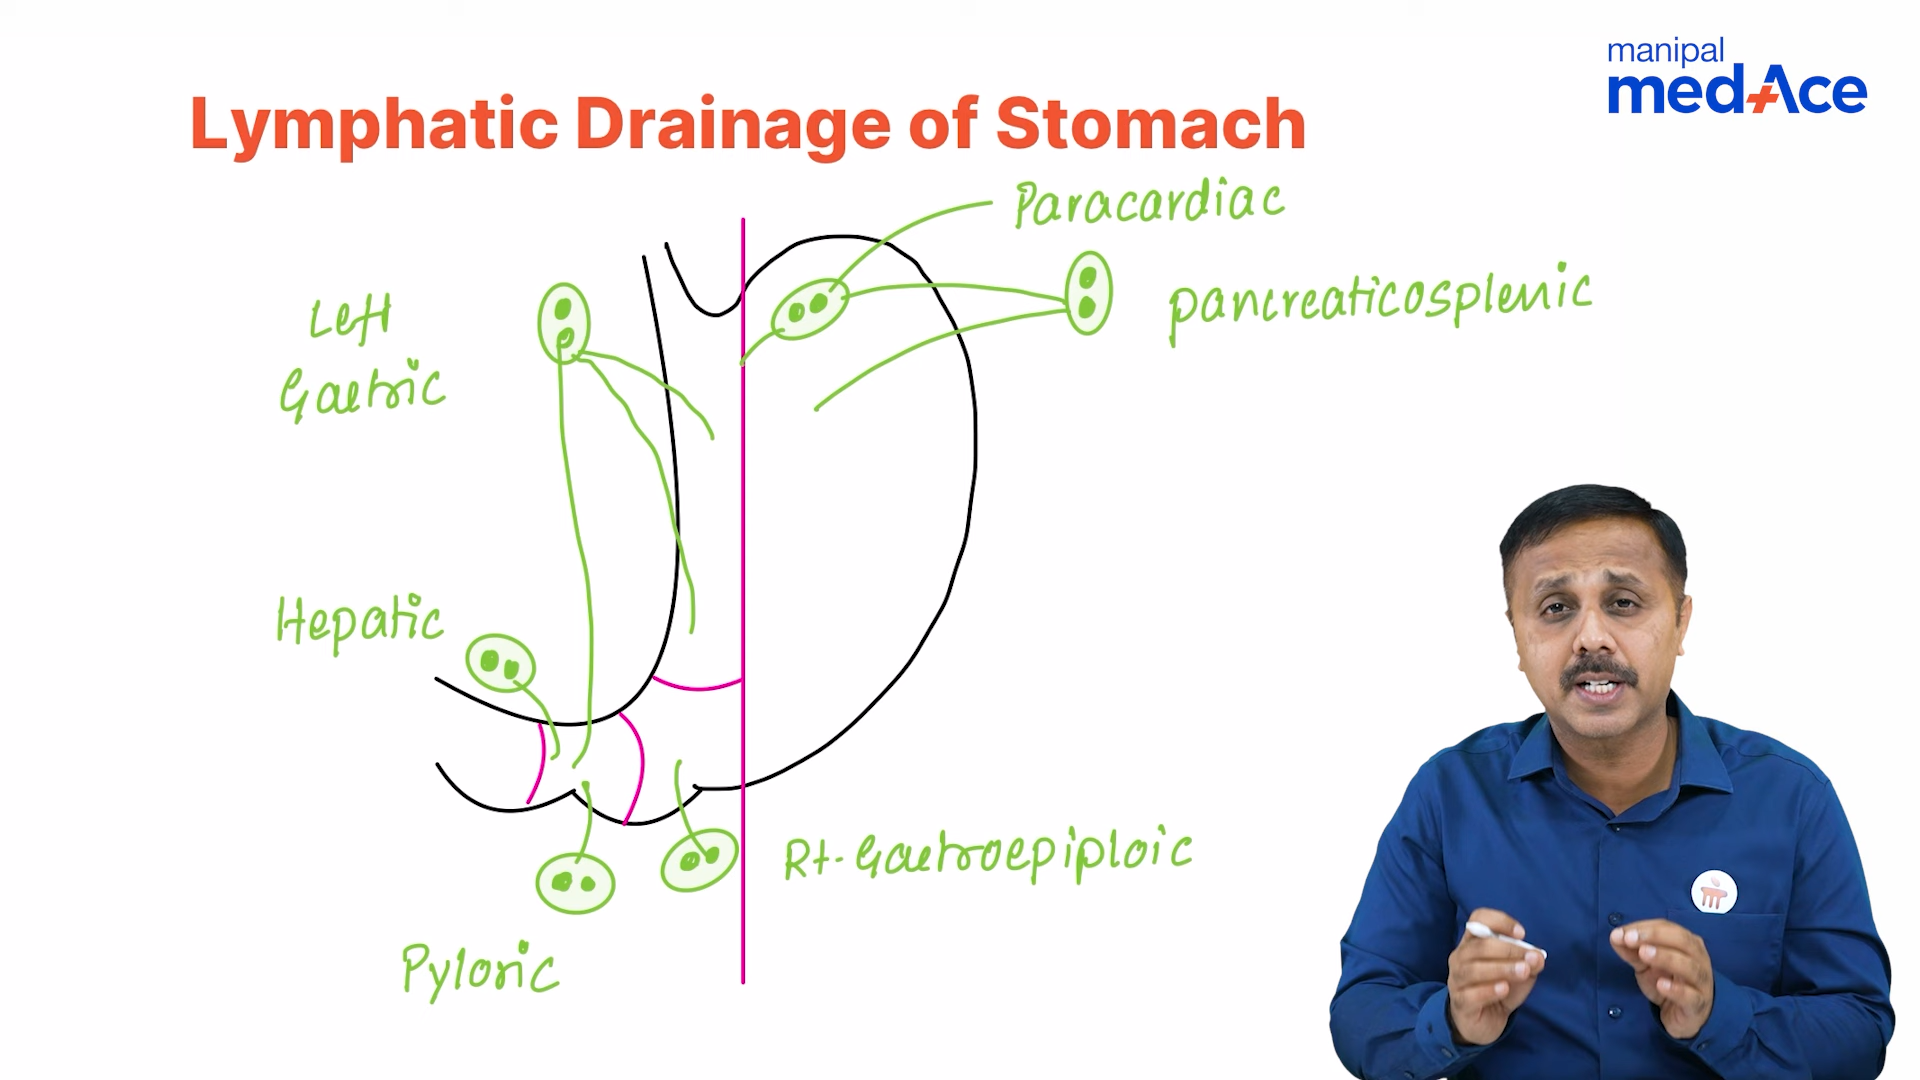 manipal
medAce
Lymphatic Drainage of Stomach
Paracardiac
pancreaticosplenic
Left
Gastric
Hepatic
Rt. Gastroepiploic
Pyloric